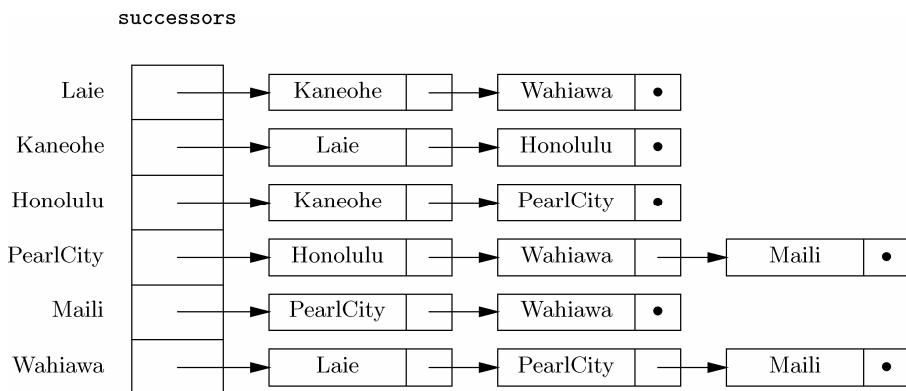 successors
Laie Kaneohe Wahiawa
Kaneohe Laie Honolulu
Honolulu Kaneohe PearlCity
PearlCity Honolulu Wahiawa Maili
Maili PearlCity Wahiawa
Wahiawa Laie PearlCity Maili